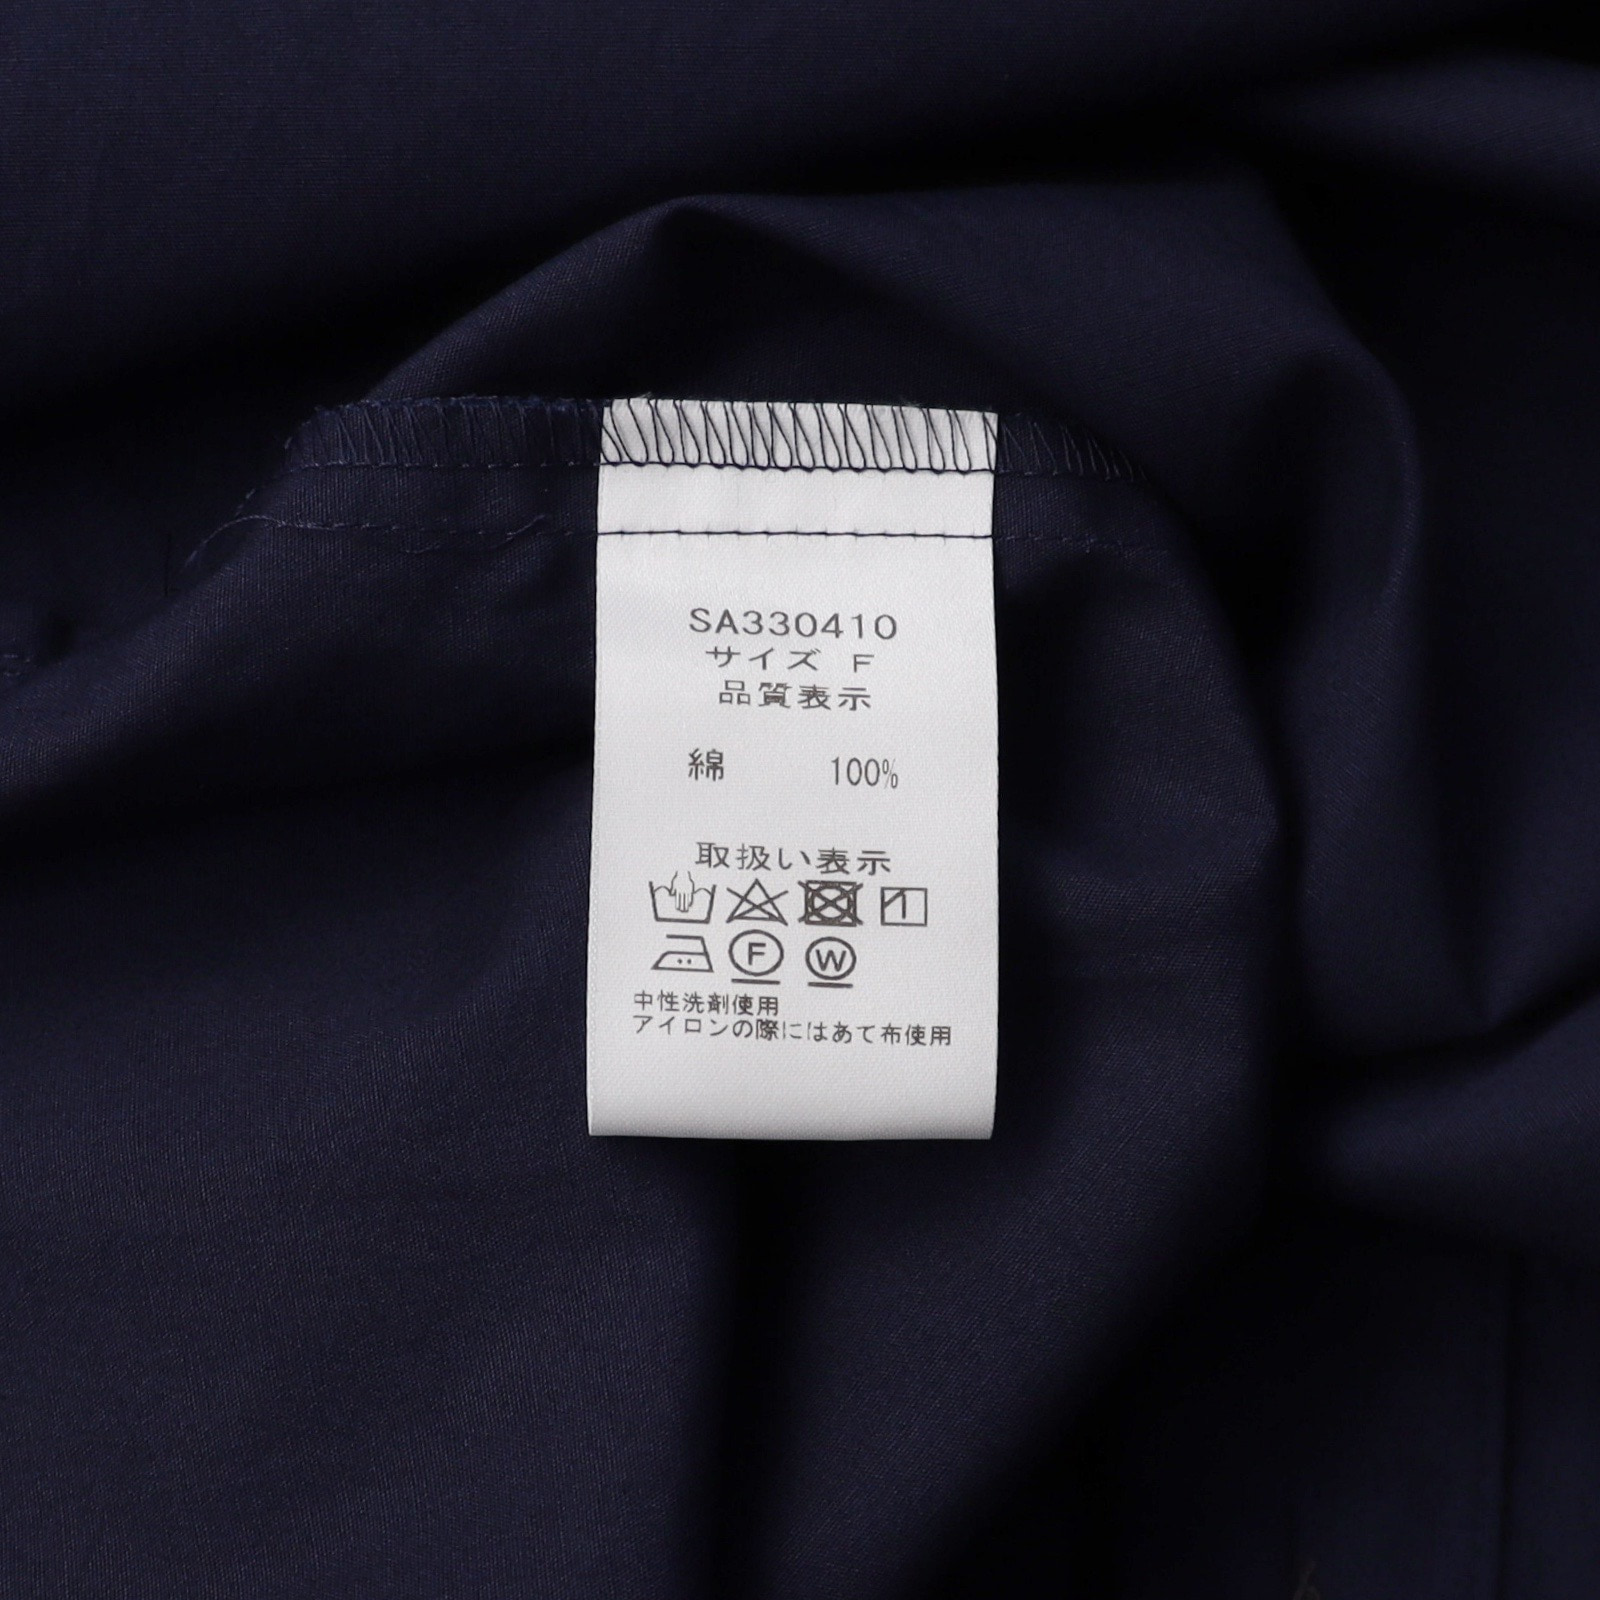 SA330410
サイズ F
品質表示
綿 100%
取扱い表示
F W
中性洗剤使用
アイロンの際にはあて布使用